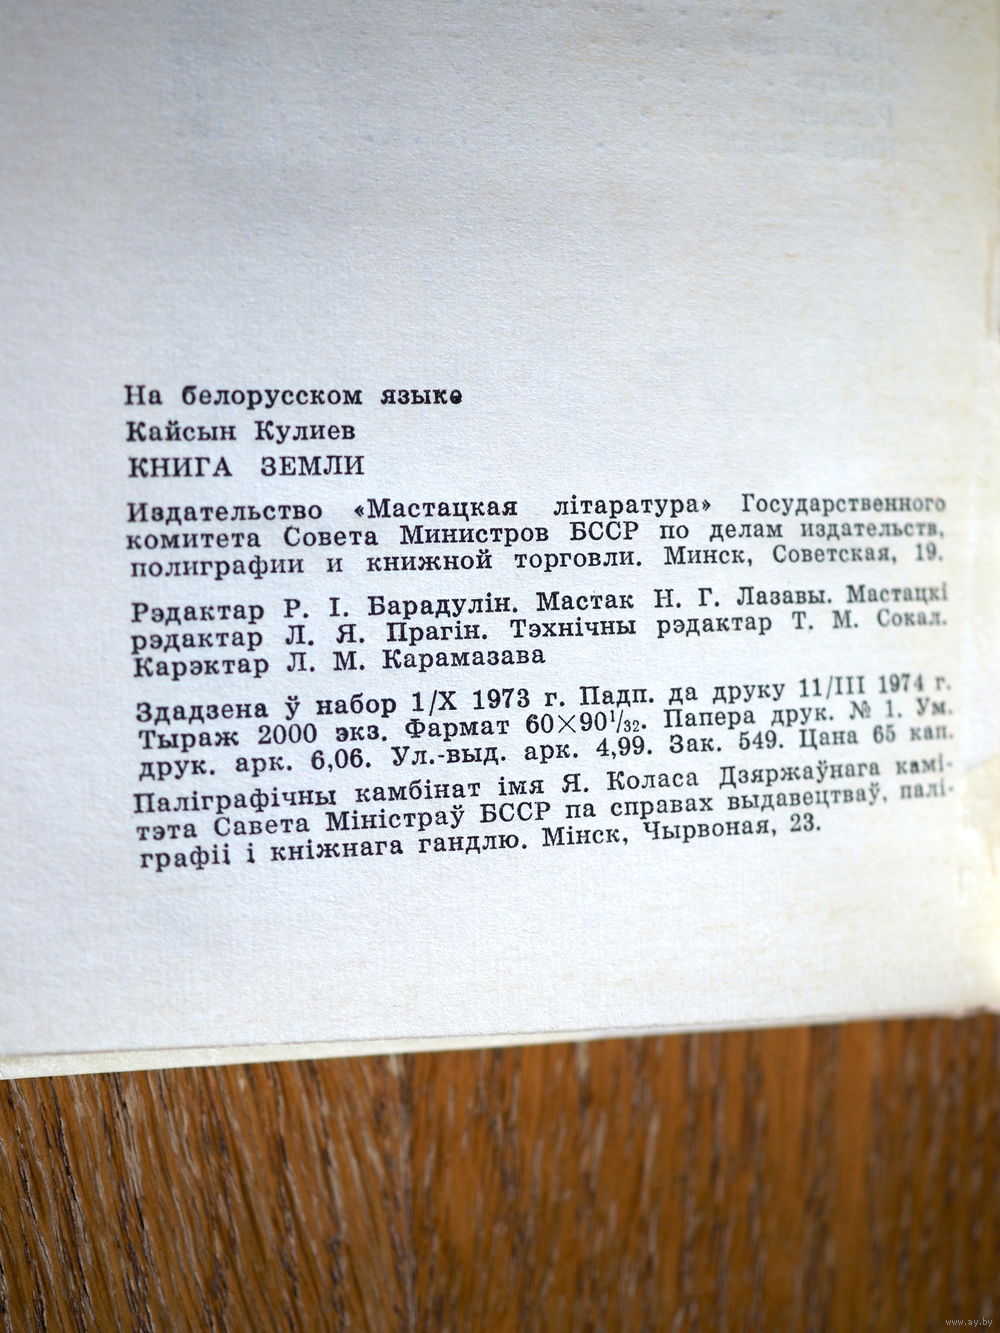 На белорусском языке
Кайсын Кулиев
КНИГА ЗЕМЛИ
Издательство «Мастацкая літаратура» Государственного
комитета Совета Министров БССР по делам издательств,
полиграфии и книжной торговли. Минск, Советская, 19.
Рэдактар Р. І. Барадулін. Мастак Н. Г. Лазавы. Мастацкі
рэдактар Л. Я. Прагін. Тэхнічны рэдактар Т. М. Сокал.
Карэктар Л. М. Карамазава
Здадзена ў набор 1/X 1973 г. Падп. да друку 11/III 1974 г.
Тыраж 2000 экз. Фармат 60×90¹/₃₂. Папера друк. № 1. Ум.
друк. арк. 6,06. Ул.-выд. арк. 4,99. Зак. 549. Цана 65 кап.
Паліграфічны камбінат імя Я. Коласа Дзяржаўнага камі-
тэта Савета Міністраў БССР па справах выдавецтваў, палі-
графіі і кніжнага гандлю. Мінск, Чырвоная, 23.
www.ay.by